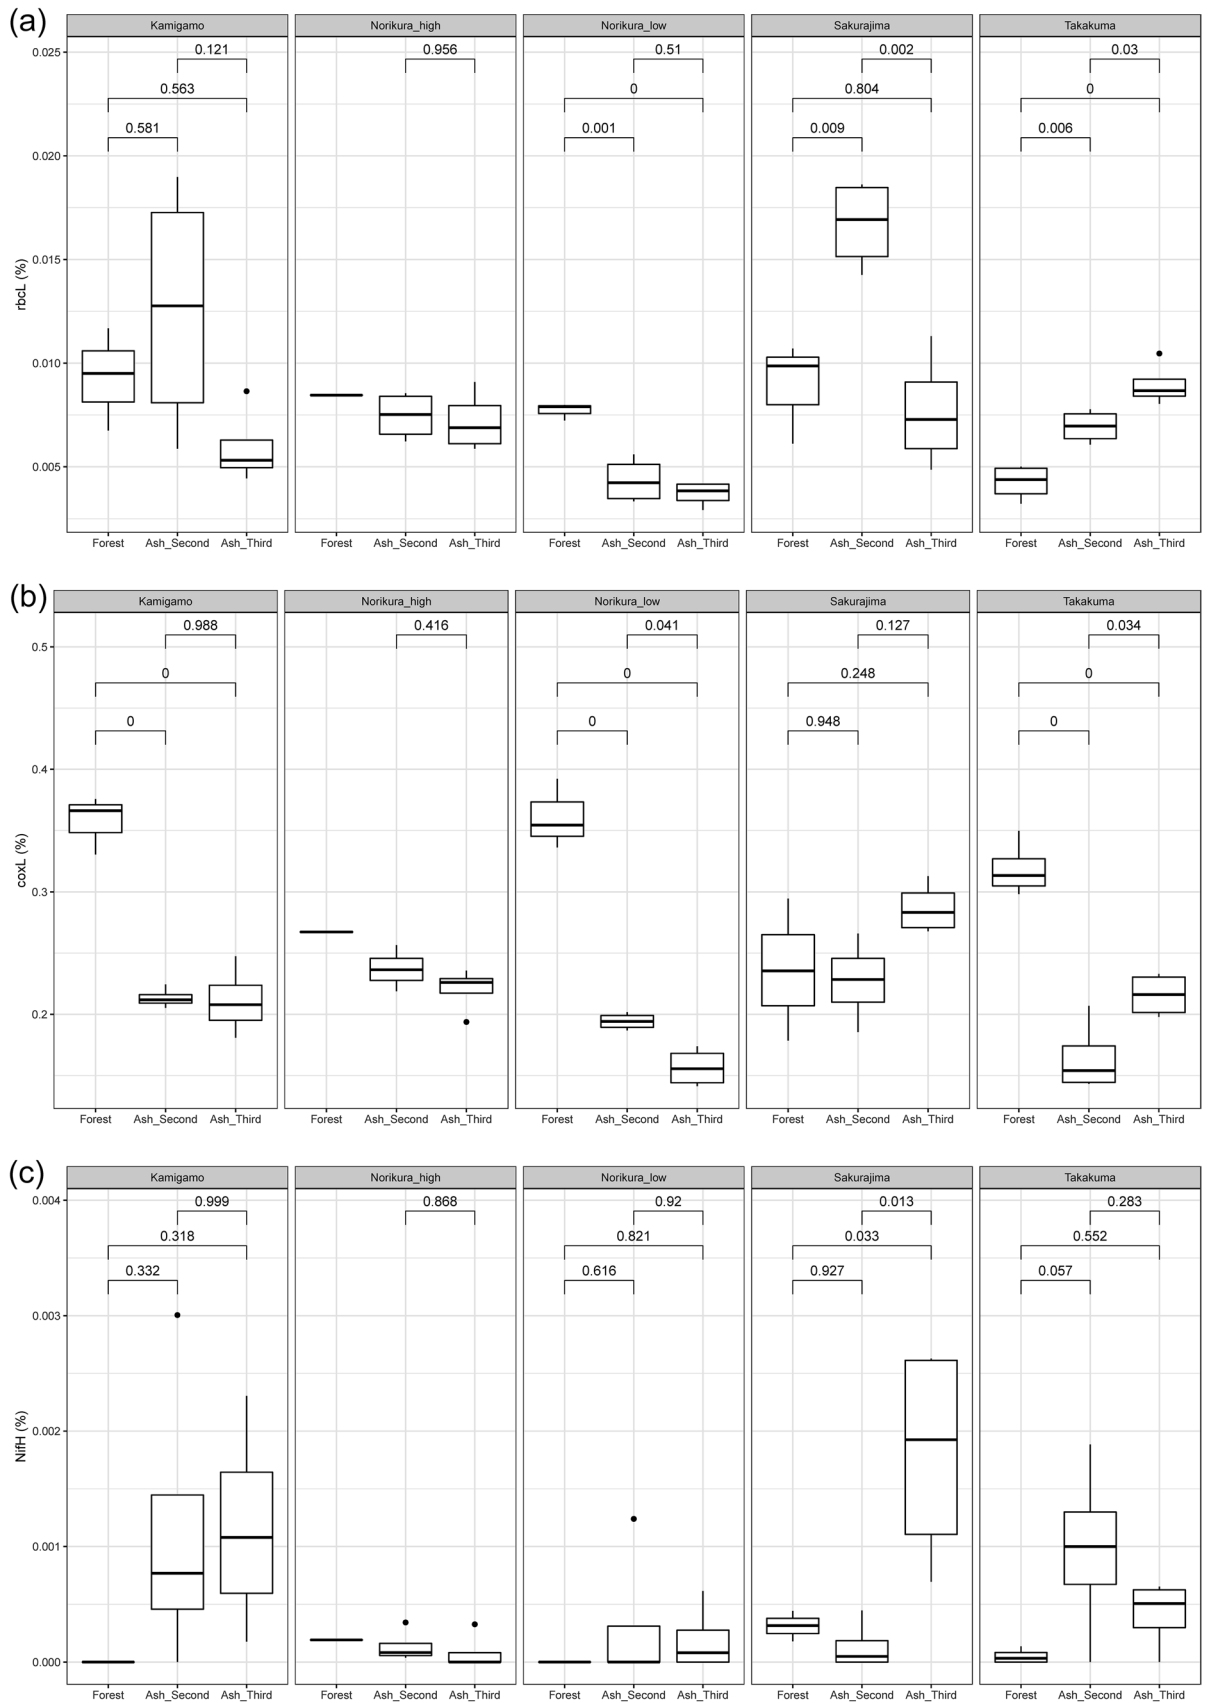 (a)
Kamigamo Norikura_high Norikura_low Sakurajima Takakuma
0.025
0.121 0.956 0.51 0.002 0.03
0.563 0 0.804 0
0.581 0.001 0.009 0.006
0.020
0.015
rbcL (%)
0.010
0.005
Forest Ash_Second Ash_Third Forest Ash_Second Ash_Third Forest Ash_Second Ash_Third Forest Ash_Second Ash_Third Forest Ash_Second Ash_Third
(b)
Kamigamo Norikura_high Norikura_low Sakurajima Takakuma
0.988 0.416 0.041 0.127 0.034
0.5
0 0 0.248 0
0 0 0.948 0
0.4
coxL (%)
0.3
0.2
Forest Ash_Second Ash_Third Forest Ash_Second Ash_Third Forest Ash_Second Ash_Third Forest Ash_Second Ash_Third Forest Ash_Second Ash_Third
(c)
Kamigamo Norikura_high Norikura_low Sakurajima Takakuma
0.004
0.999 0.868 0.92 0.013 0.283
0.318 0.821 0.033 0.552
0.332 0.616 0.927 0.057
0.003
0.002
NifH (%)
0.001
0.000
Forest Ash_Second Ash_Third Forest Ash_Second Ash_Third Forest Ash_Second Ash_Third Forest Ash_Second Ash_Third Forest Ash_Second Ash_Third